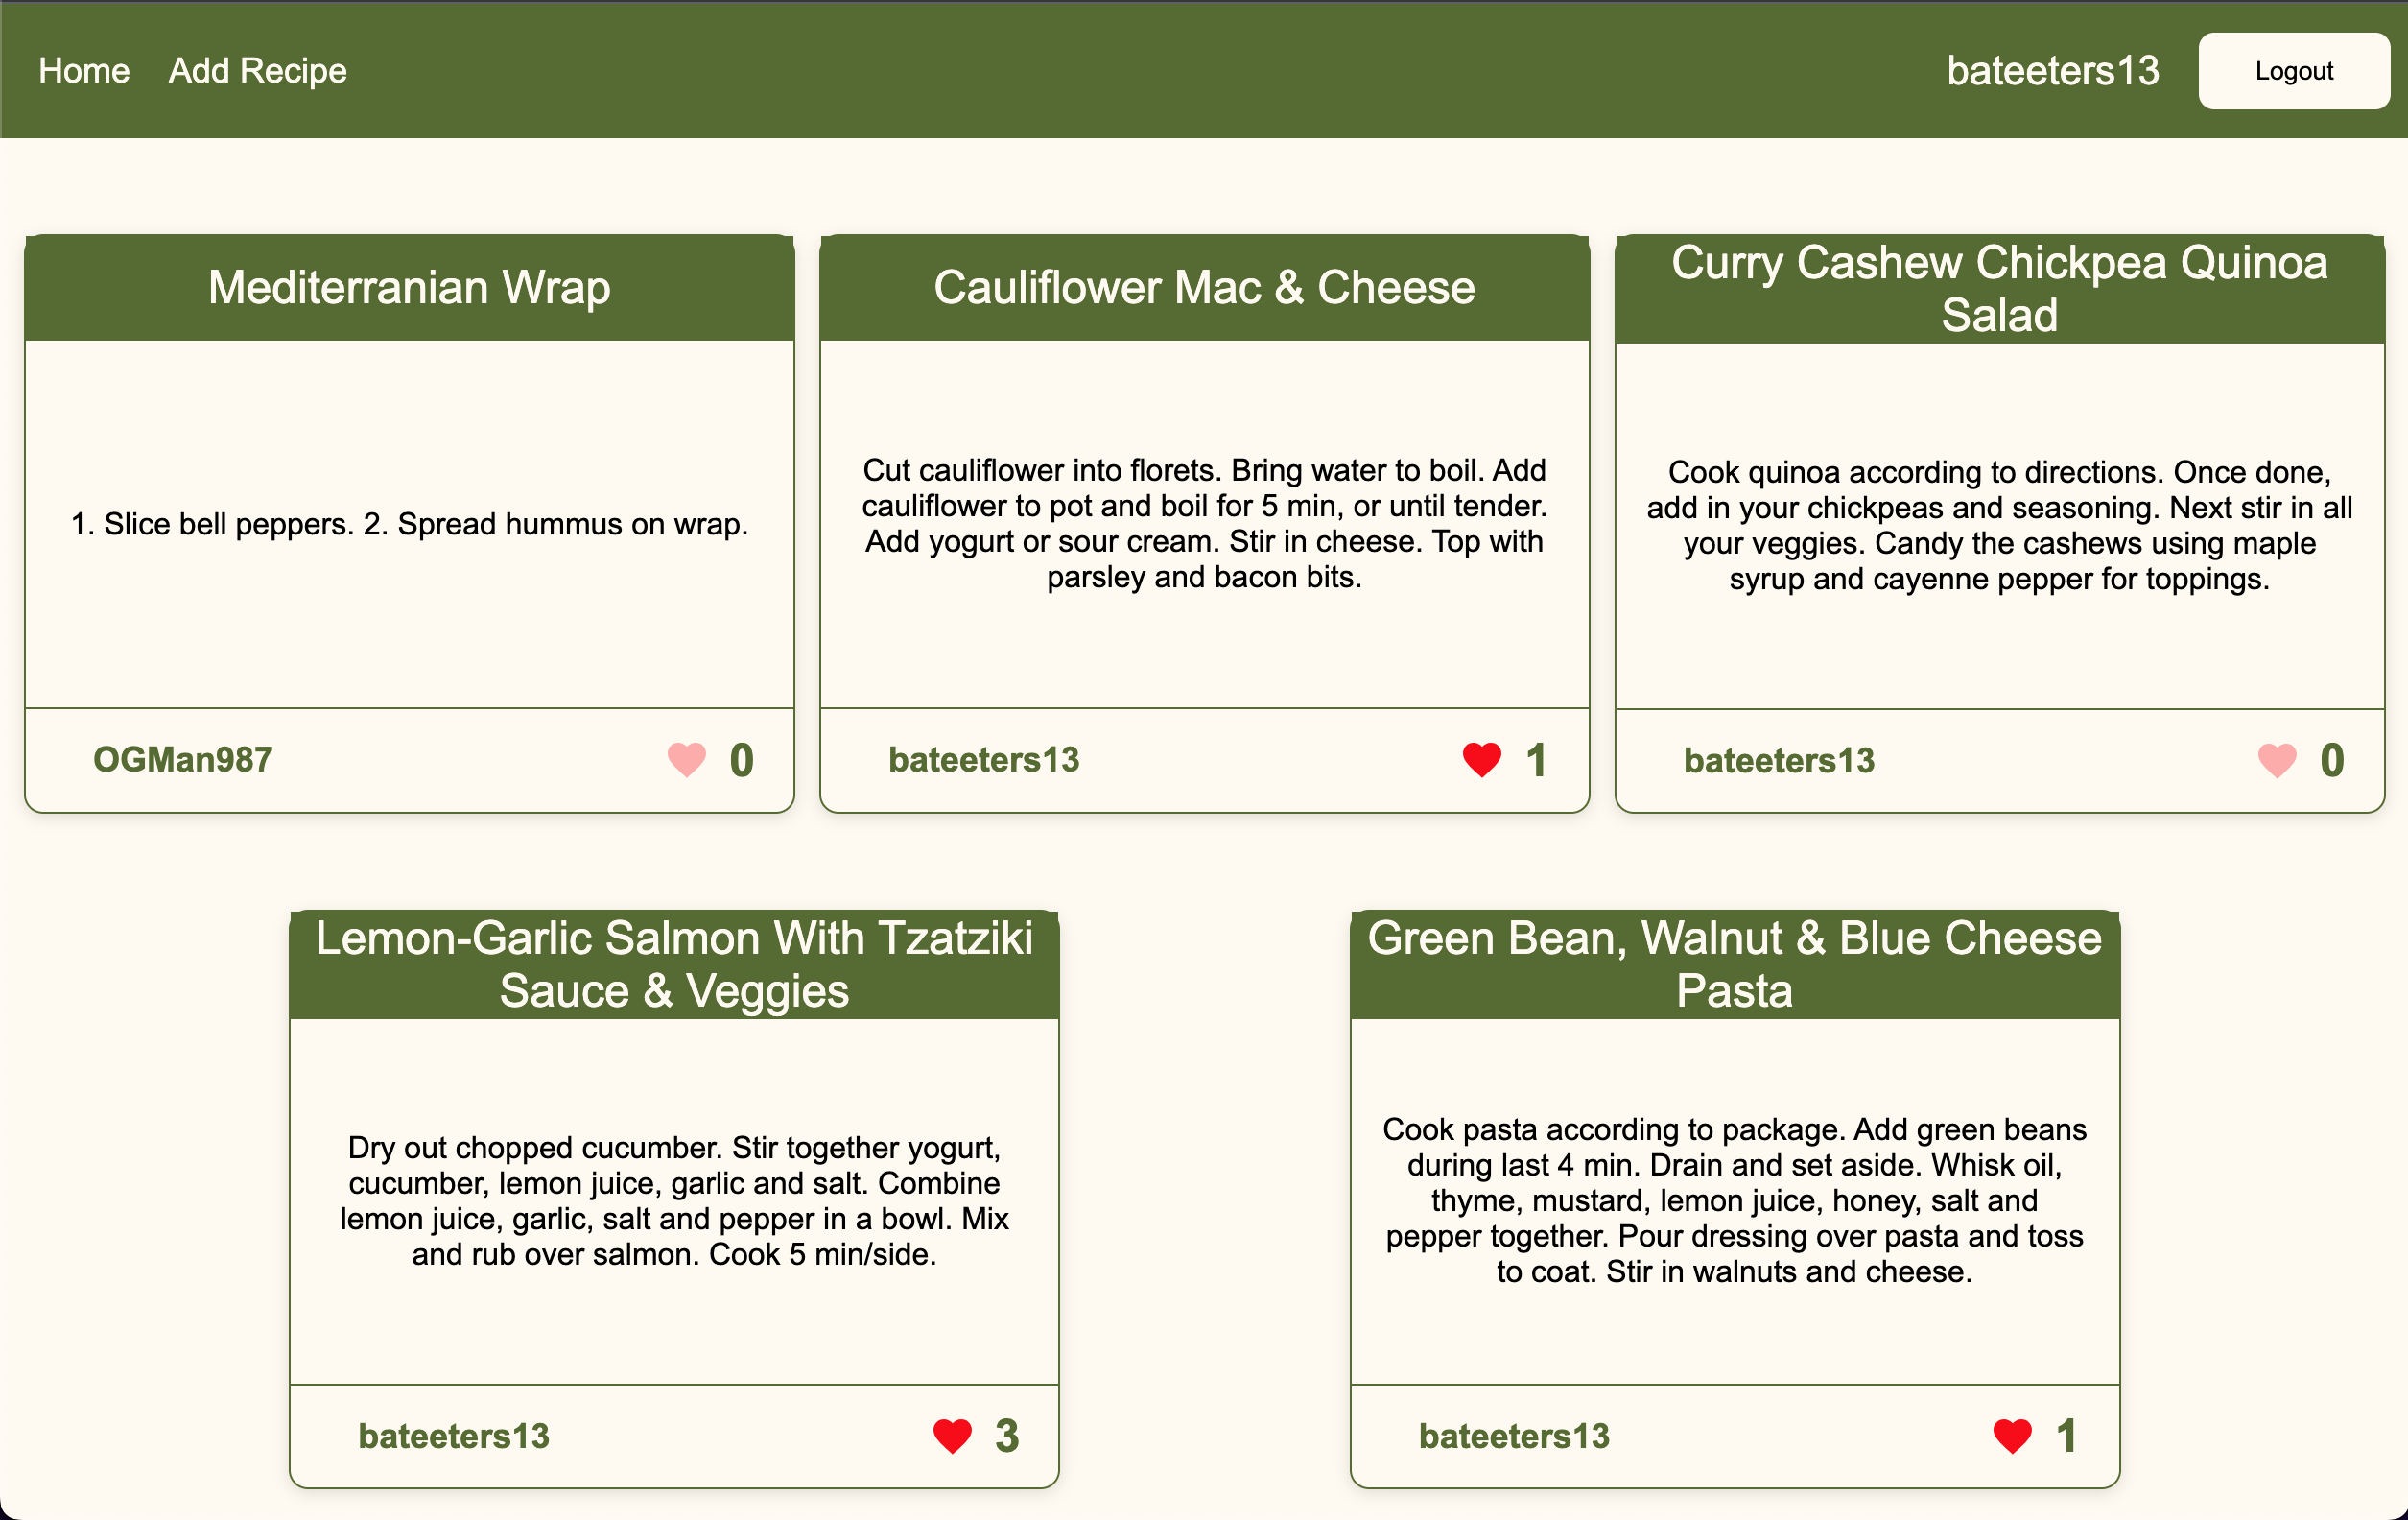 Home Add Recipe bateeters13 Logout
Mediterranian Wrap
1. Slice bell peppers. 2. Spread hummus on wrap.
OGMan987 0
Cauliflower Mac & Cheese
Cut cauliflower into florets. Bring water to boil. Add
cauliflower to pot and boil for 5 min, or until tender.
Add yogurt or sour cream. Stir in cheese. Top with
parsley and bacon bits.
bateeters13 1
Curry Cashew Chickpea Quinoa
Salad
Cook quinoa according to directions. Once done,
add in your chickpeas and seasoning. Next stir in all
your veggies. Candy the cashews using maple
syrup and cayenne pepper for toppings.
bateeters13 0
Lemon-Garlic Salmon With Tzatziki
Sauce & Veggies
Dry out chopped cucumber. Stir together yogurt,
cucumber, lemon juice, garlic and salt. Combine
lemon juice, garlic, salt and pepper in a bowl. Mix
and rub over salmon. Cook 5 min/side.
bateeters13 3
Green Bean, Walnut & Blue Cheese
Pasta
Cook pasta according to package. Add green beans
during last 4 min. Drain and set aside. Whisk oil,
thyme, mustard, lemon juice, honey, salt and
pepper together. Pour dressing over pasta and toss
to coat. Stir in walnuts and cheese.
bateeters13 1